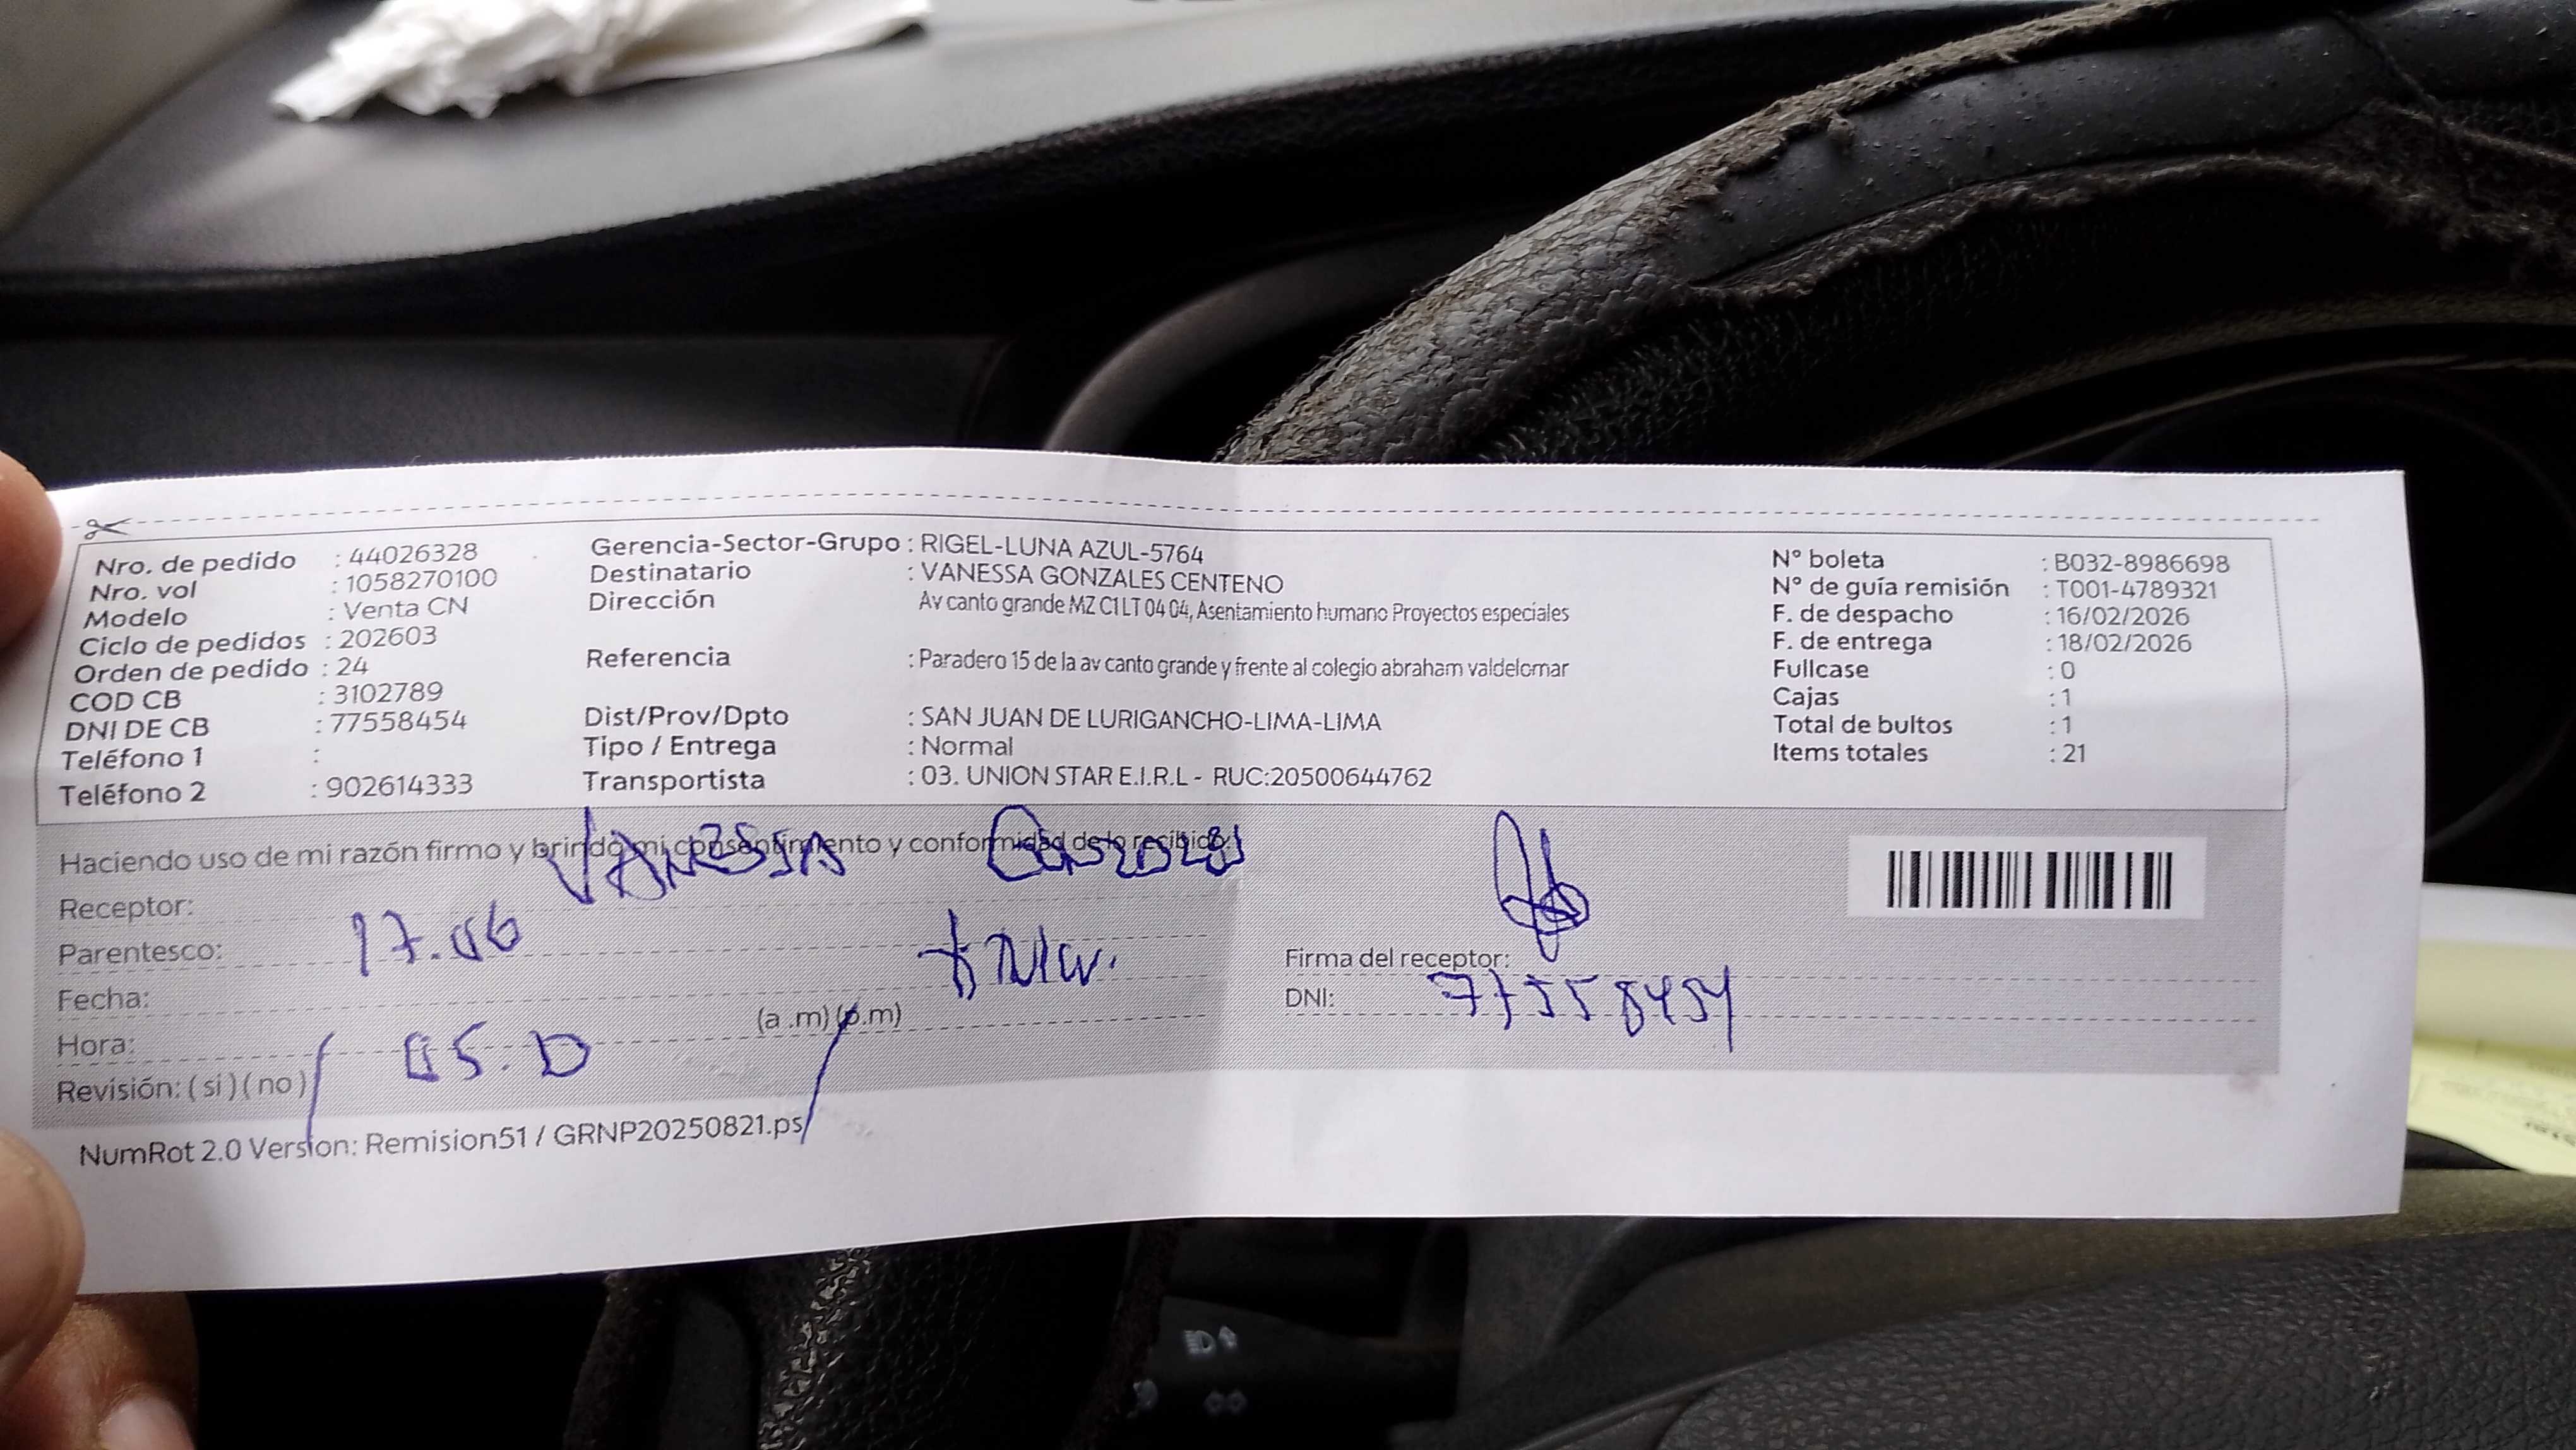 Nro. de pedido : 44026328
Nro. vol : 1058270100
Modelo : Venta CN
Ciclo de pedidos : 202603
Orden de pedido : 24
COD CB : 3102789
DNI DE CB : 77558454
Teléfono 1 :
Teléfono 2 : 902614333
Gerencia-Sector-Grupo : RIGEL-LUNA AZUL-5764
Destinatario : VANESSA GONZALES CENTENO
Dirección Av canto grande MZ C1 LT 04 04, Asentamiento humano Proyectos especiales
Referencia : Paradero 15 de la av canto grande y frente al colegio abraham valdelomar
Dist/Prov/Dpto : SAN JUAN DE LURIGANCHO-LIMA-LIMA
Tipo / Entrega : Normal
Transportista : 03. UNION STAR E.I.R.L - RUC:20500644762
N° boleta : B032-8986698
N° de guía remisión : T001-4789321
F. de despacho : 16/02/2026
F. de entrega : 18/02/2026
Fullcase : 0
Cajas : 1
Total de bultos : 1
Items totales : 21
Haciendo uso de mi razón firmo y brindo mi consentimiento y conformidad de lo recibido:
Receptor:
Parentesco: 17.06
Fecha:
Hora: (a .m) (p.m)
Revisión: ( si ) ( no )
Firma del receptor:
DNI: 77558454
NumRot 2.0 Version: Remision51 / GRNP20250821.ps